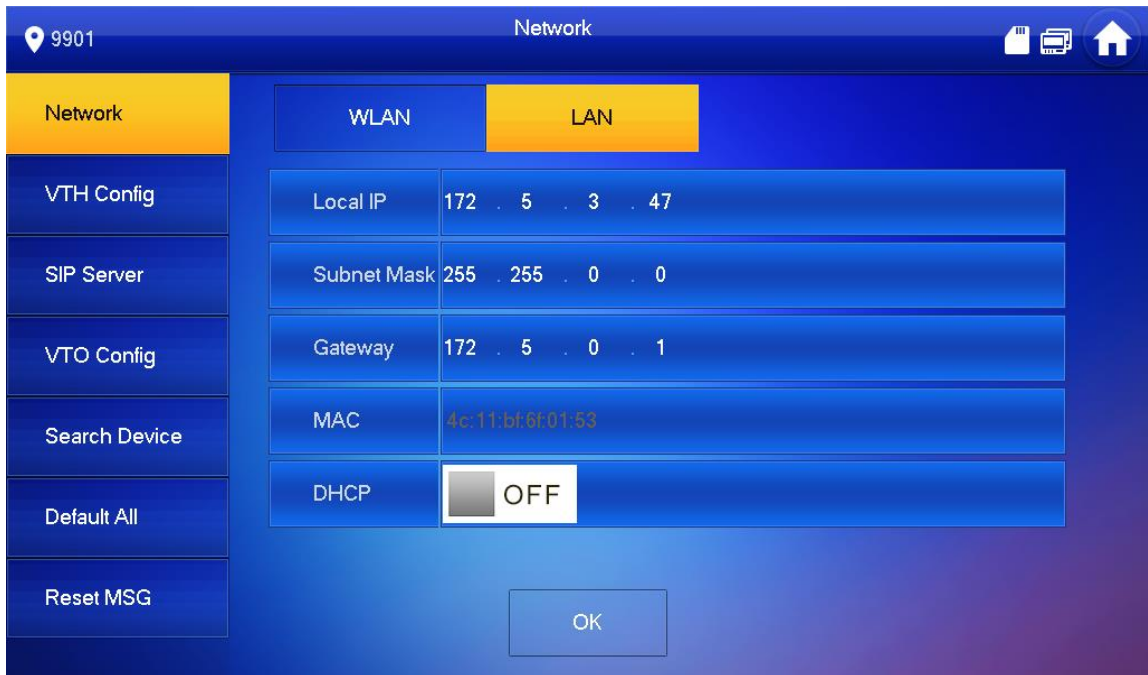 9901
Network
Network
VTH Config
SIP Server
VTO Config
Search Device
Default All
Reset MSG
WLAN LAN
Local IP 172 . 5 . 3 . 47
Subnet Mask 255 . 255 . 0 . 0
Gateway 172 . 5 . 0 . 1
MAC 4c:11:bf:6f:01:53
DHCP OFF
OK